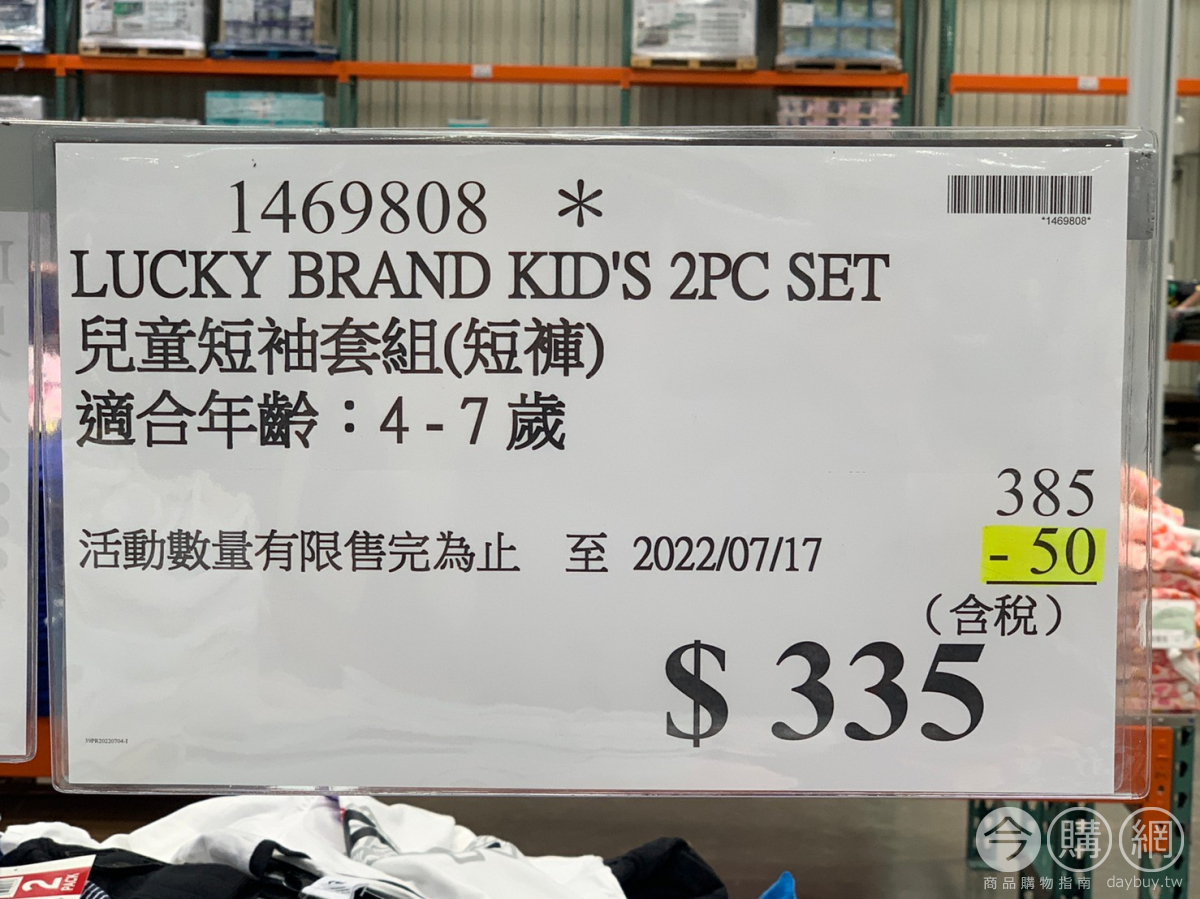 1469808 *
*1469808*
LUCKY BRAND KID'S 2PC SET
兒童短袖套組(短褲)
適合年齡：4 - 7 歲
385
活動數量有限售完為止 至 2022/07/17
- 50
（含稅）
$ 335
2 PACK
今購網
商品購物指南 daybuy.tw